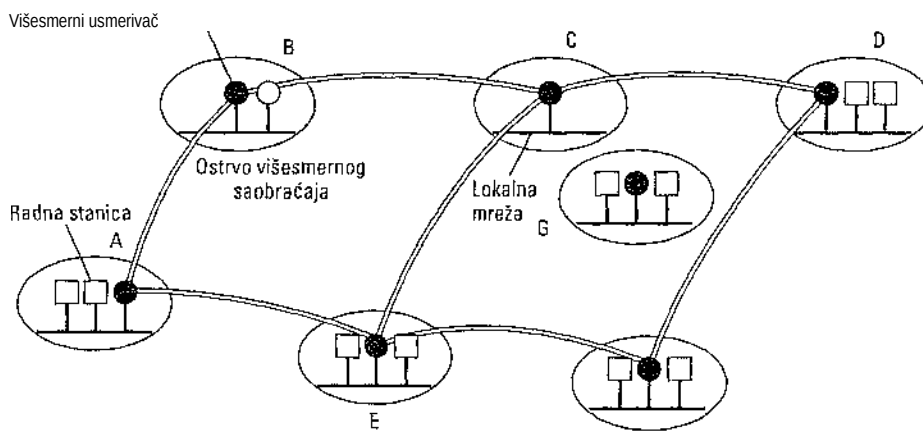 Višesmerni usmerivač
B
C
D
Ostrvo višesmernog
saobraćaja
Lokalna
mreža
G
Radna stanica
A
E